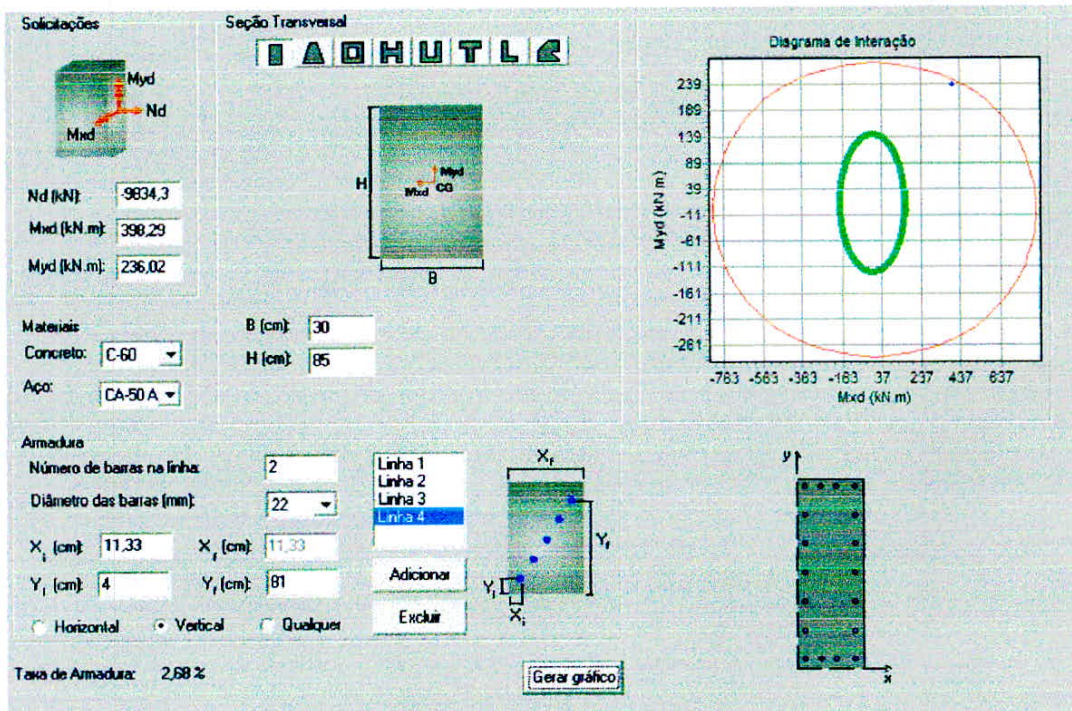 Solicitações
Myd
Nd
Mxd
Nd (kN): -9834,3
Mxd (kN.m): 398,29
Myd (kN.m): 236,02
Materiais
Concreto: C-60
Aço: CA-50 A
Seção Transversal
H
Myd
Mxd CG
B
B (cm): 30
H (cm): 85
Diagrama de Interação
Myd (kN.m)
239
189
139
89
39
-11
-61
-111
-161
-211
-261
-763 -563 -363 -163 37 237 437 637
Mxd (kN.m)
Armadura
Número de barras na linha: 2
Diâmetro das barras (mm): 22
Xi (cm): 11,33 Xf (cm): 11,33
Yi (cm): 4 Yf (cm): 81
Horizontal Vertical Qualquer
Linha 1
Linha 2
Linha 3
Linha 4
Adicionar
Excluir
Xf
Yf
Yi
Xi
y
x
Taxa de Armadura: 2,68 %
Gerar gráfico